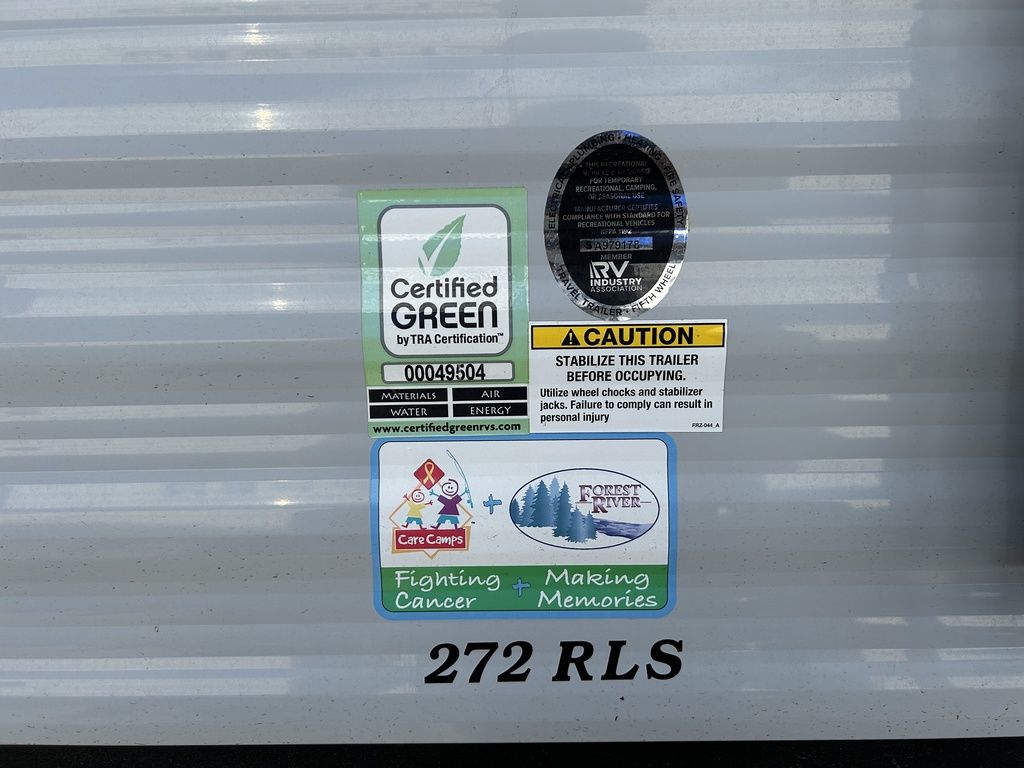 ELECTRICAL • PLUMBING • HEATING • FIRE SAFETY
THIS RECREATIONAL
FOR TEMPORARY
RECREATIONAL, CAMPING,
OR SEASONAL USE
MANUFACTURER CERTIFIES
COMPLIANCE WITH STANDARD FOR
RECREATIONAL VEHICLES
NFPA 1192
A979178
MEMBER
RV
INDUSTRY
ASSOCIATION
TRAVEL TRAILER • FIFTH WHEEL
Certified
GREEN
by TRA Certification™
00049504
MATERIALS AIR
WATER ENERGY
www.certifiedgreenrvs.com
CAUTION
STABILIZE THIS TRAILER
BEFORE OCCUPYING.
Utilize wheel chocks and stabilizer
jacks. Failure to comply can result in
personal injury
FRZ-044_A
Care Camps
+
FOREST
RIVER
Fighting
Cancer
+
Making
Memories
272 RLS